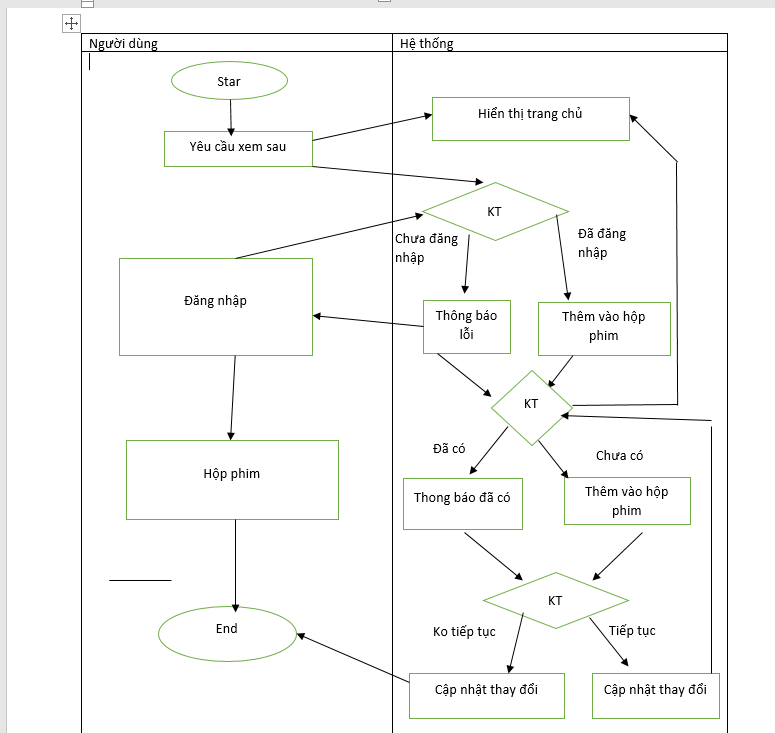 Người dùng
Hệ thống
Star
Hiển thị trang chủ
Yêu cầu xem sau
KT
Chưa đăng
nhập
Đã đăng
nhập
Đăng nhập
Thông báo
lỗi
Thêm vào hộp
phim
KT
Đã có
Chưa có
Hộp phim
Thong báo đã có
Thêm vào hộp
phim
KT
End
Ko tiếp tục
Tiếp tục
Cập nhật thay đổi
Cập nhật thay đổi